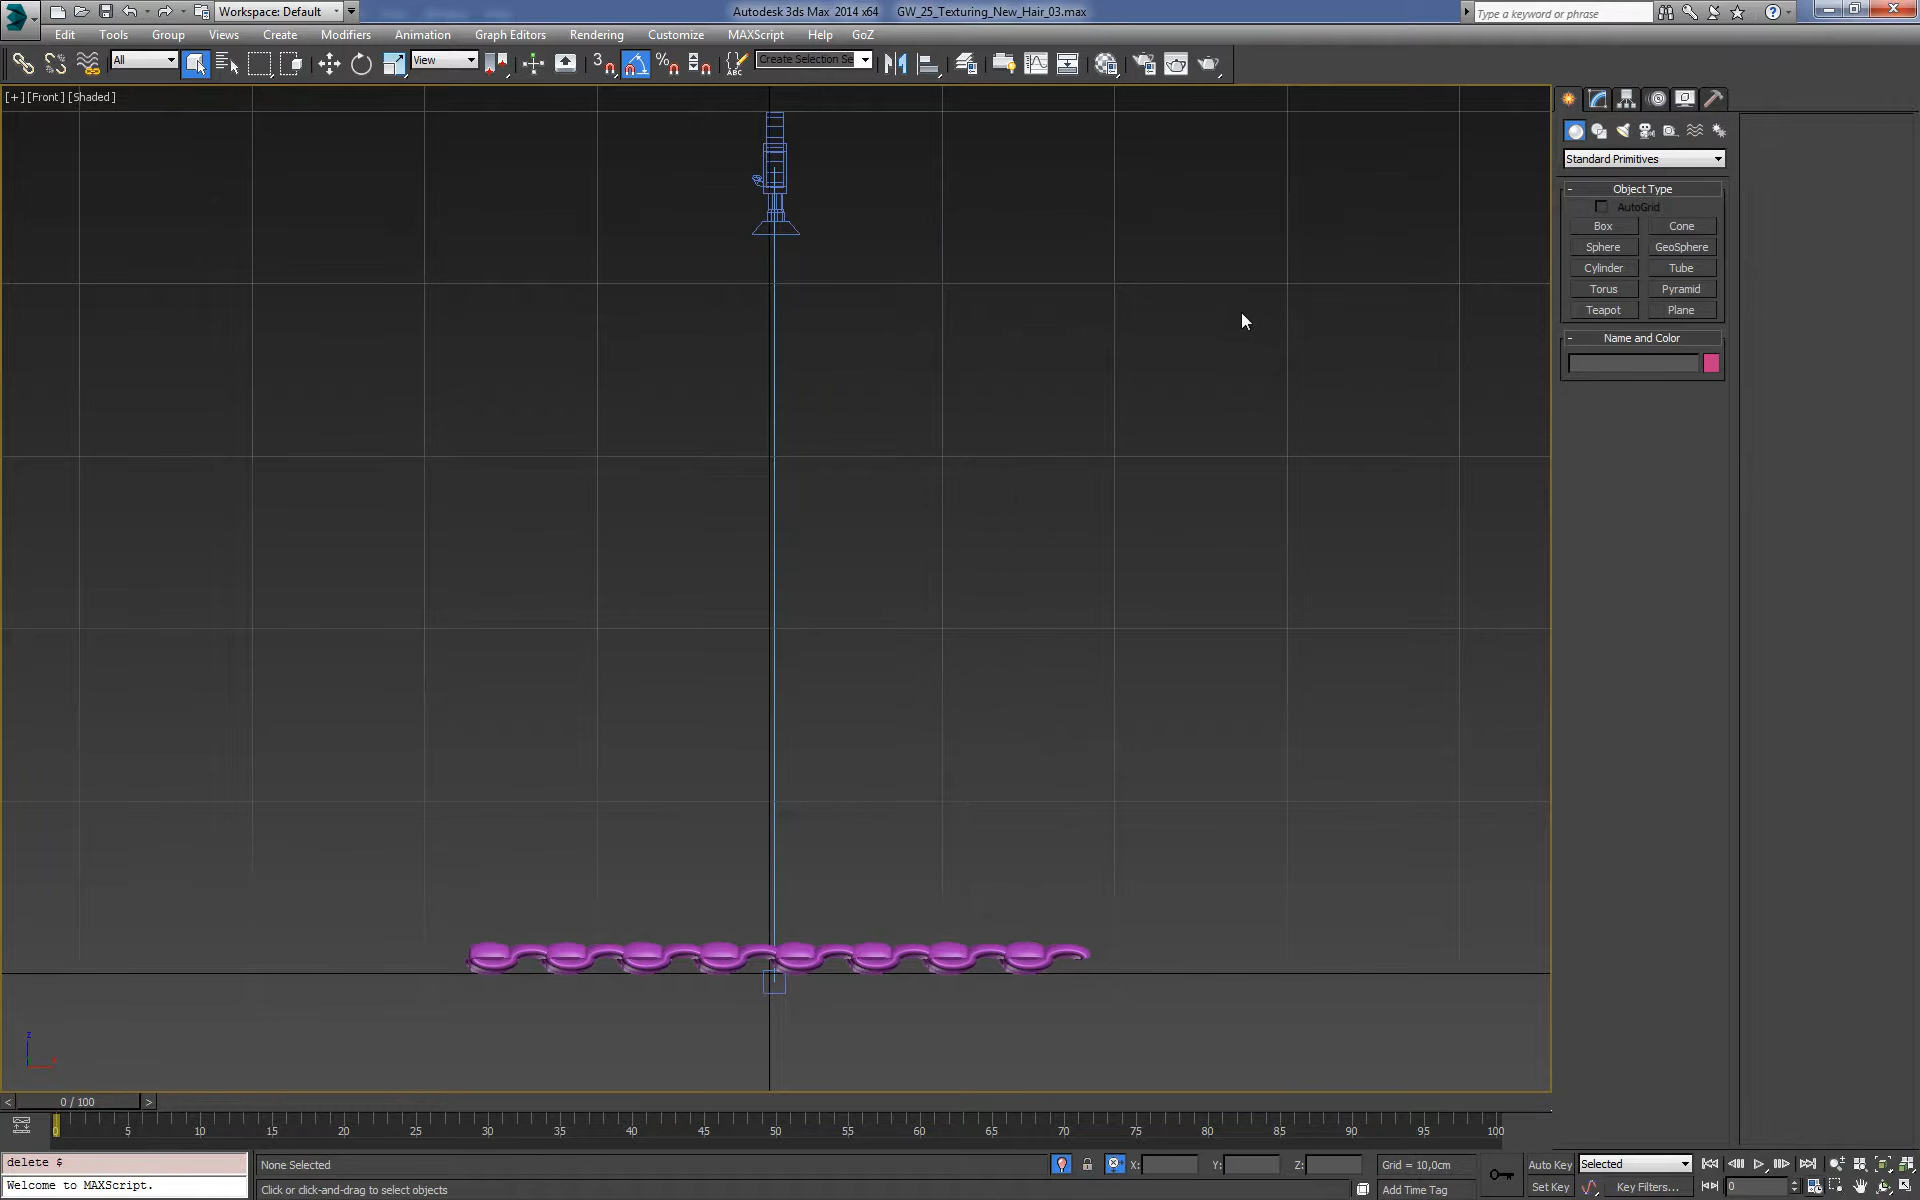 Workspace: Default
Autodesk 3ds Max 2014 x64 GW_25_Texturing_New_Hair_03.max
Type a keyword or phrase
Edit Tools Group Views Create Modifiers Animation Graph Editors Rendering Customize MAXScript Help GoZ
All View Create Selection Se
[+] [Front ] [Shaded ]
Standard Primitives
- Object Type
AutoGrid
Box Cone
Sphere GeoSphere
Cylinder Tube
Torus Pyramid
Teapot Plane
- Name and Color
z
< 0 / 100 >
0 5 10 15 20 25 30 35 40 45 50 55 60 65 70 75 80 85 90 95 100
delete $
None Selected X: Y: Z: Grid = 10,0cm Auto Key Selected
Welcome to MAXScript.
Click or click-and-drag to select objects Add Time Tag Set Key Key Filters... 0